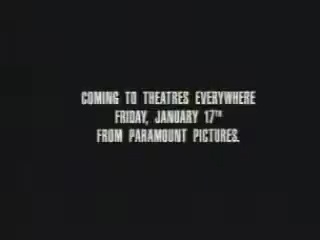 COMING TO THEATRES EVERYWHERE
FRIDAY, JANUARY 17TH
FROM PARAMOUNT PICTURES.